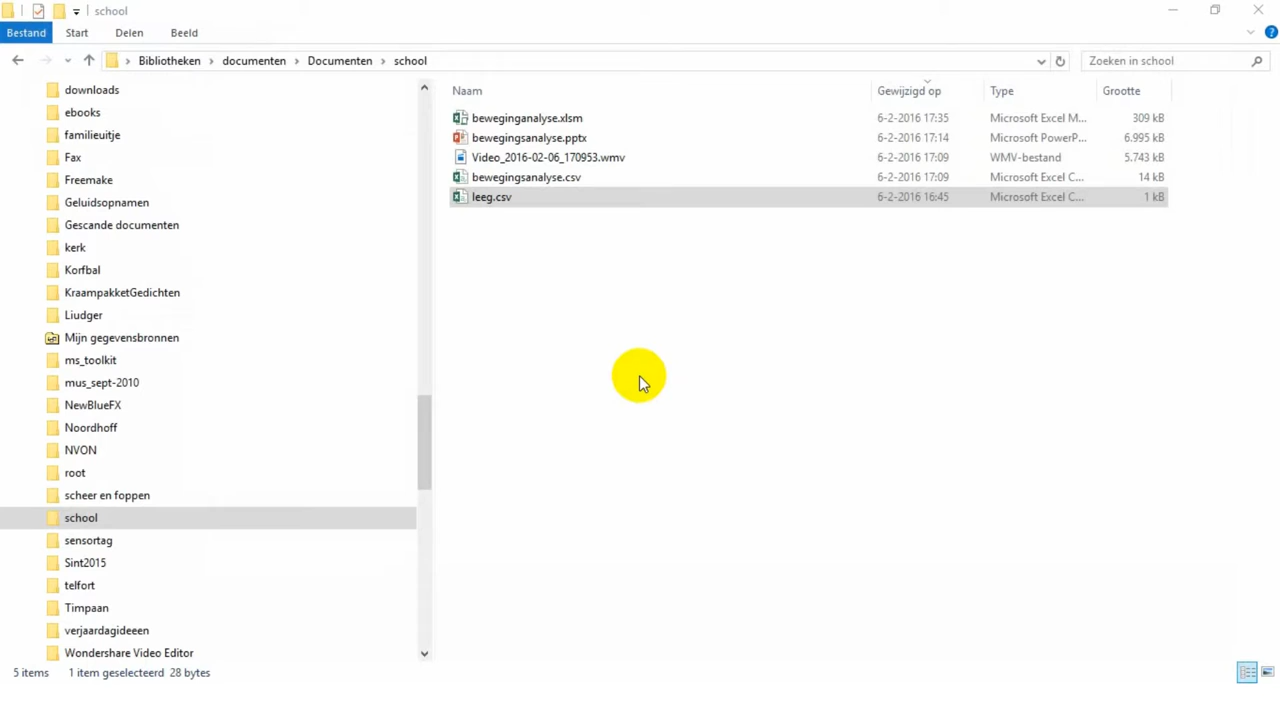 school
Bestand Start Delen Beeld
Bibliotheken documenten Documenten school
Zoeken in school
downloads
ebooks
familieuitje
Fax
Freemake
Geluidsopnamen
Gescande documenten
kerk
Korfbal
KraampakketGedichten
Liudger
Mijn gegevensbronnen
ms_toolkit
mus_sept-2010
NewBlueFX
Noordhoff
NVON
root
scheer en foppen
school
sensortag
Sint2015
telfort
Timpaan
verjaardagideeen
Wondershare Video Editor
Naam Gewijzigd op Type Grootte
beweginganalyse.xlsm 6-2-2016 17:35 Microsoft Excel M... 309 kB
bewegingsanalyse.pptx 6-2-2016 17:14 Microsoft PowerP... 6.995 kB
Video_2016-02-06_170953.wmv 6-2-2016 17:09 WMV-bestand 5.743 kB
bewegingsanalyse.csv 6-2-2016 17:09 Microsoft Excel C... 14 kB
leeg.csv 6-2-2016 16:45 Microsoft Excel C... 1 kB
5 items 1 item geselecteerd 28 bytes